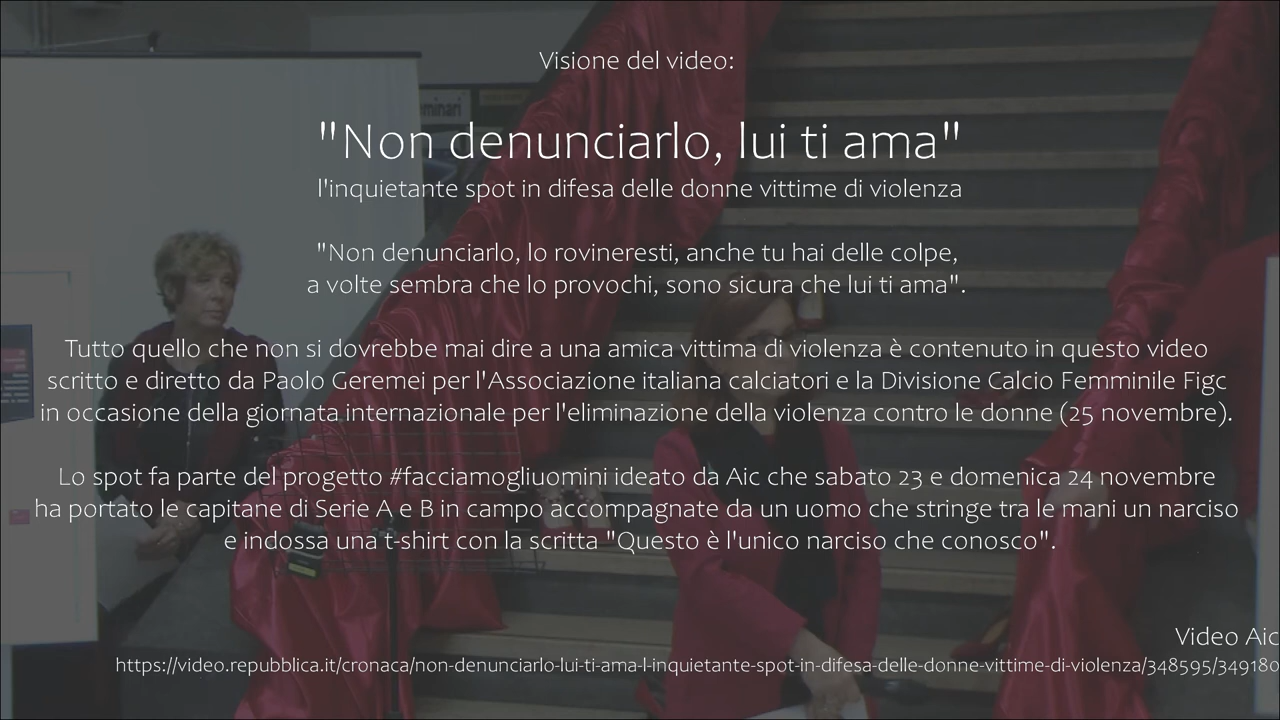 Visione del video:
"Non denunciarlo, lui ti ama"
l'inquietante spot in difesa delle donne vittime di violenza
"Non denunciarlo, lo rovineresti, anche tu hai delle colpe,
a volte sembra che lo provochi, sono sicura che lui ti ama".
Tutto quello che non si dovrebbe mai dire a una amica vittima di violenza è contenuto in questo video
scritto e diretto da Paolo Geremei per l'Associazione italiana calciatori e la Divisione Calcio Femminile Figc
in occasione della giornata internazionale per l'eliminazione della violenza contro le donne (25 novembre).
Lo spot fa parte del progetto #facciamogliuomini ideato da Aic che sabato 23 e domenica 24 novembre
ha portato le capitane di Serie A e B in campo accompagnate da un uomo che stringe tra le mani un narciso
e indossa una t-shirt con la scritta "Questo è l'unico narciso che conosco".
Video Aic
https://video.repubblica.it/cronaca/non-denunciarlo-lui-ti-ama-l-inquietante-spot-in-difesa-delle-donne-vittime-di-violenza/348595/349180